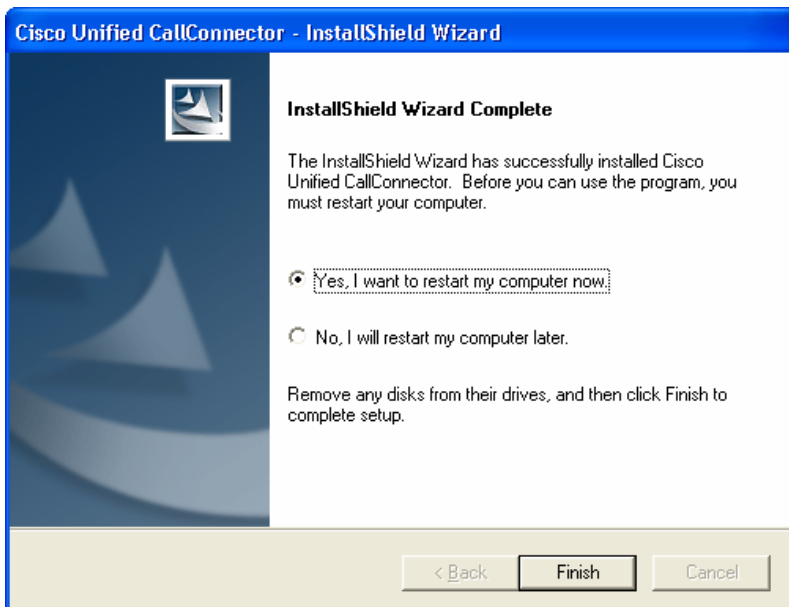 Cisco Unified CallConnector - InstallShield Wizard
InstallShield Wizard Complete
The InstallShield Wizard has successfully installed Cisco
Unified CallConnector. Before you can use the program, you
must restart your computer.
Yes, I want to restart my computer now.
No, I will restart my computer later.
Remove any disks from their drives, and then click Finish to
complete setup.
< Back
Finish
Cancel